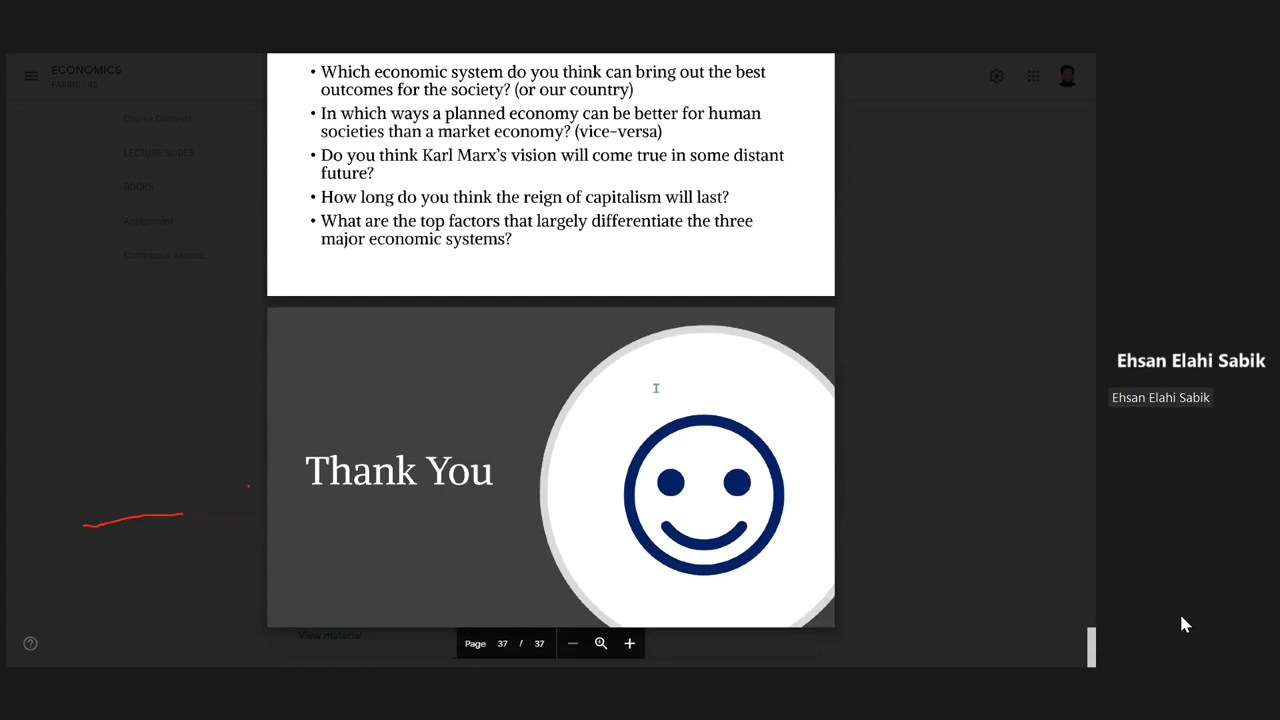 ECONOMICS
FABRIC - 45
Course Contents
LECTURE SLIDES
BOOKS
Assignment
• Which economic system do you think can bring out the best
outcomes for the society? (or our country)
• In which ways a planned economy can be better for human
societies than a market economy? (vice-versa)
• Do you think Karl Marx's vision will come true in some distant
future?
• How long do you think the reign of capitalism will last?
• What are the top factors that largely differentiate the three
major economic systems?
Thank You
View material
Page 37 / 37
Ehsan Elahi Sabik
Ehsan Elahi Sabik